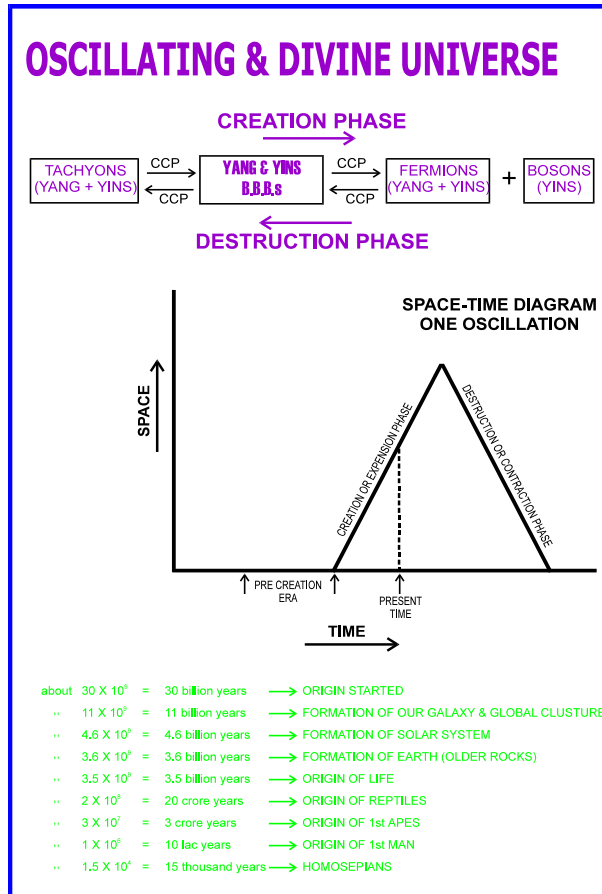 OSCILLATING & DIVINE UNIVERSE
CREATION PHASE
TACHYONS
(YANG + YINS)
CCP
CCP
YANG & YINS
B.B.B.s
CCP
CCP
FERMIONS
(YANG + YINS)
+
BOSONS
(YINS)
DESTRUCTION PHASE
SPACE-TIME DIAGRAM
ONE OSCILLATION
SPACE
CREATION OR EXPENSION PHASE
DESTRUCTION OR CONTRACTION PHASE
PRE CREATION
ERA
PRESENT
TIME
TIME
about 30 X 10⁹ = 30 billion years → ORIGIN STARTED
" 11 X 10⁹ = 11 billion years → FORMATION OF OUR GALAXY & GLOBAL CLUSTURE
" 4.6 X 10⁹ = 4.6 billion years → FORMATION OF SOLAR SYSTEM
" 3.6 X 10⁹ = 3.6 billion years → FORMATION OF EARTH (OLDER ROCKS)
" 3.5 X 10⁹ = 3.5 billion years → ORIGIN OF LIFE
" 2 X 10⁸ = 20 crore years → ORIGIN OF REPTILES
" 3 X 10⁷ = 3 crore years → ORIGIN OF 1st APES
" 1 X 10⁶ = 10 lac years → ORIGIN OF 1st MAN
" 1.5 X 10⁴ = 15 thousand years → HOMOSEPIANS